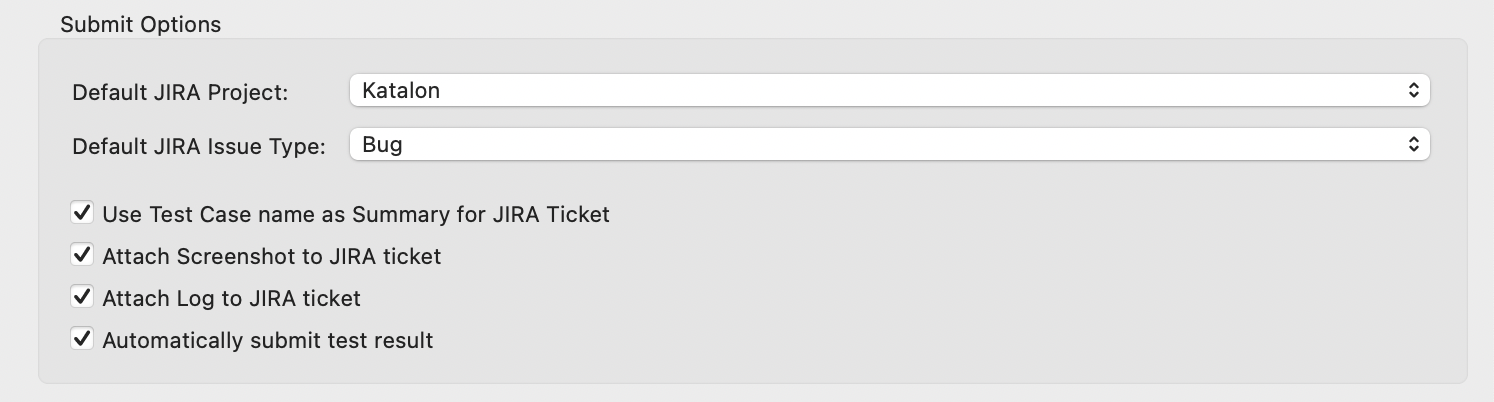 Submit Options
Default JIRA Project: Katalon
Default JIRA Issue Type: Bug
Use Test Case name as Summary for JIRA Ticket
Attach Screenshot to JIRA ticket
Attach Log to JIRA ticket
Automatically submit test result